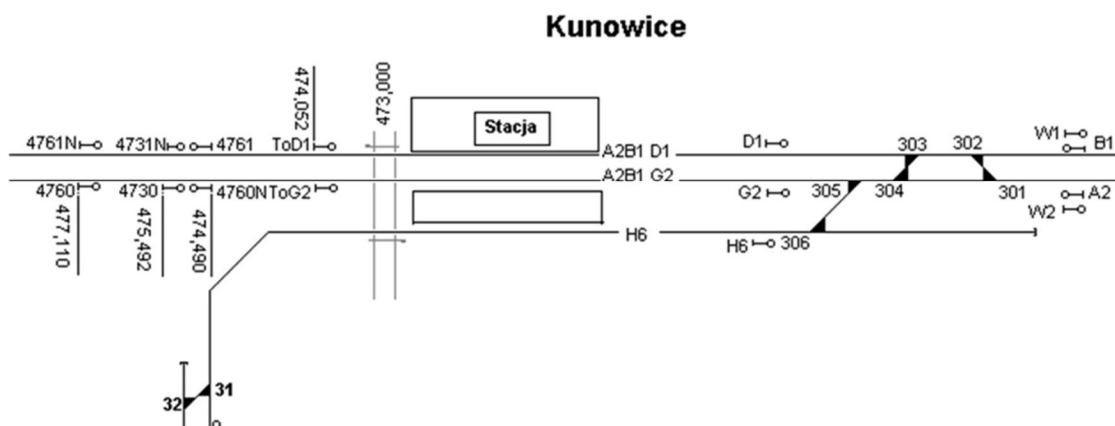 Kunowice
474,052
473,000
Stacja
4761N
4731N
4761
ToD1
A2B1 D1
D1
303
302
W1
B1
4760
4730
4760NToG2
A2B1 G2
G2
305
304
301
A2
W2
477,110
475,492
474,490
H6
H6
306
31
32